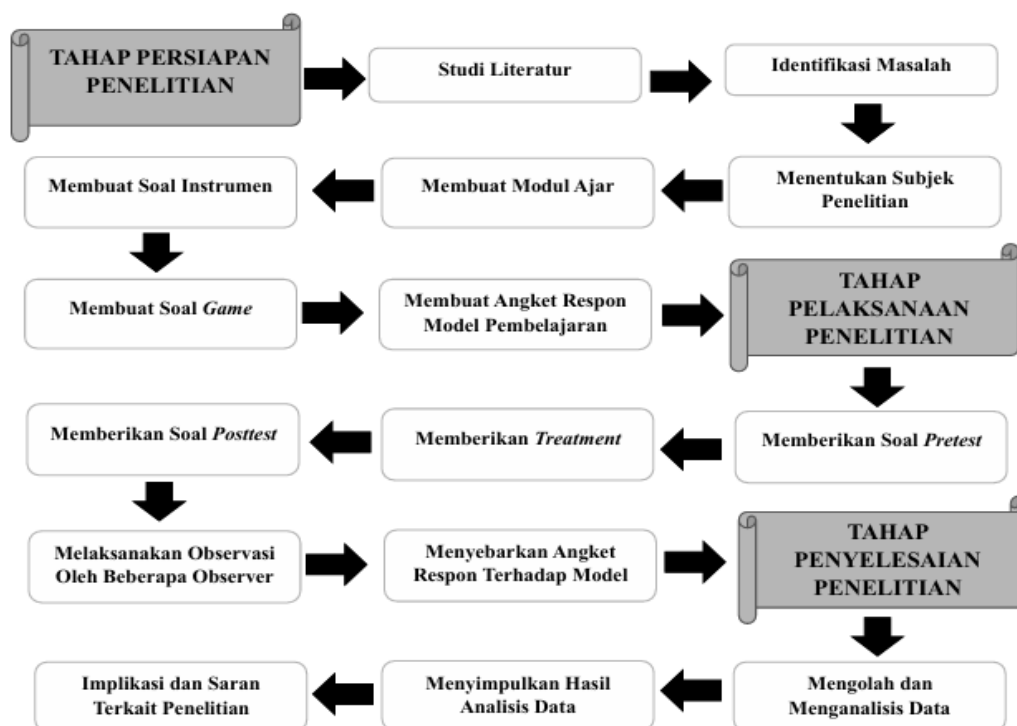 TAHAP PERSIAPAN
PENELITIAN
Studi Literatur
Identifikasi Masalah
Menentukan Subjek
Penelitian
Membuat Modul Ajar
Membuat Soal Instrumen
Membuat Soal Game
Membuat Angket Respon
Model Pembelajaran
TAHAP
PELAKSANAAN
PENELITIAN
Memberikan Soal Pretest
Memberikan Treatment
Memberikan Soal Posttest
Melaksanakan Observasi
Oleh Beberapa Observer
Menyebarkan Angket
Respon Terhadap Model
TAHAP
PENYELESAIAN
PENELITIAN
Mengolah dan
Menganalisis Data
Menyimpulkan Hasil
Analisis Data
Implikasi dan Saran
Terkait Penelitian